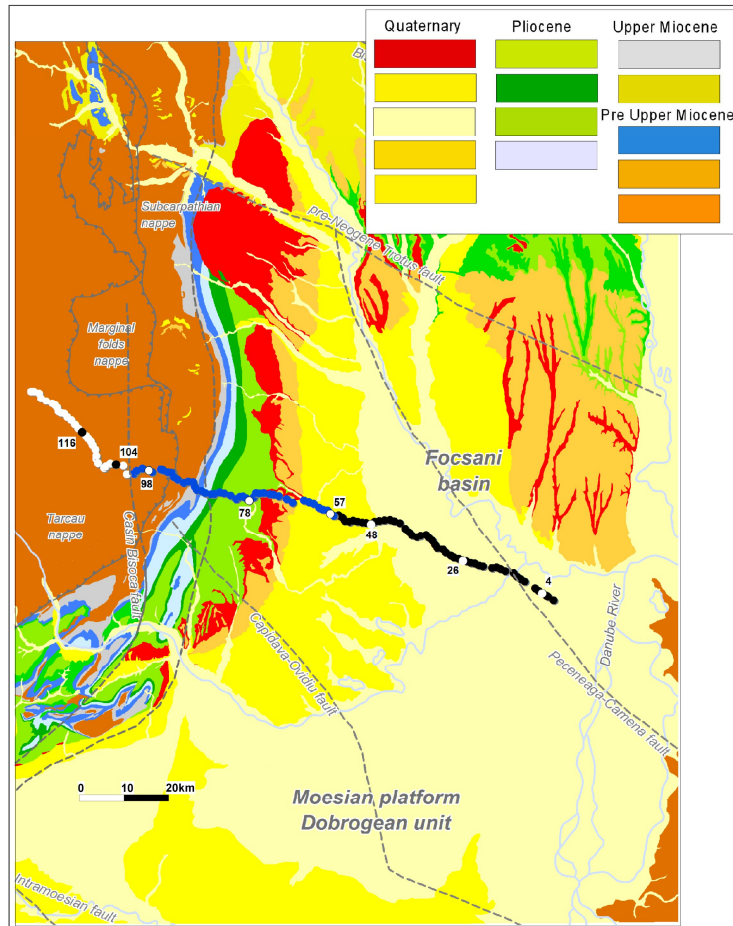 Quaternary
Pliocene
Upper Miocene
Pre Upper Miocene
Subcarpathian
nappe
pre-Neogene Trotus fault
Marginal
folds
nappe
116
104
98
Focsani
basin
78
57
48
Tarcau
nappe
Casin Bisoca fault
26
4
Danube River
Capidava-Ovidiu fault
Peceneaga-Camena fault
0 10 20km
Moesian platform
Dobrogean unit
Intramoesian fault